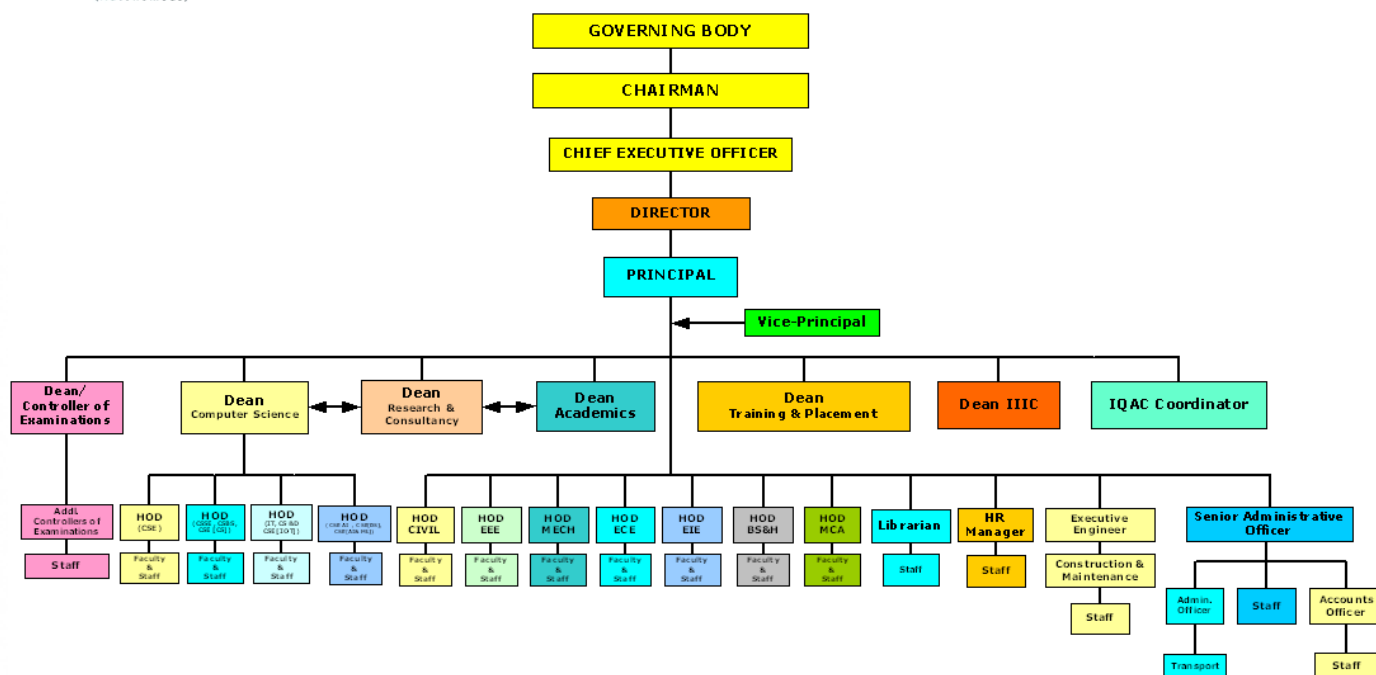 GOVERNING BODY
CHAIRMAN
CHIEF EXECUTIVE OFFICER
DIRECTOR
PRINCIPAL
Vice-Principal
Dean/
Controller of
Examinations
Dean
Computer Science
Dean
Research &
Consultancy
Dean
Academics
Dean
Training & Placement
Dean IIIC
IQAC Coordinator
Addl.
Controllers of
Examinations
HOD
(CSE)
HOD
HOD
HOD
HOD
CIVIL
HOD
EEE
HOD
MECH
HOD
ECE
HOD
EIE
HOD
BS&H
HOD
MCA
Librarian
HR
Manager
Executive
Engineer
Senior Administrative
Officer
Staff
Faculty
&
Staff
Faculty
&
Staff
Faculty
&
Staff
Faculty
&
Staff
Faculty
&
Staff
Faculty
&
Staff
Faculty
&
Staff
Faculty
&
Staff
Faculty
&
Staff
Faculty
&
Staff
Faculty
&
Staff
Staff
Staff
Construction &
Maintenance
Staff
Admin.
Officer
Staff
Accounts
Officer
Transport
Staff